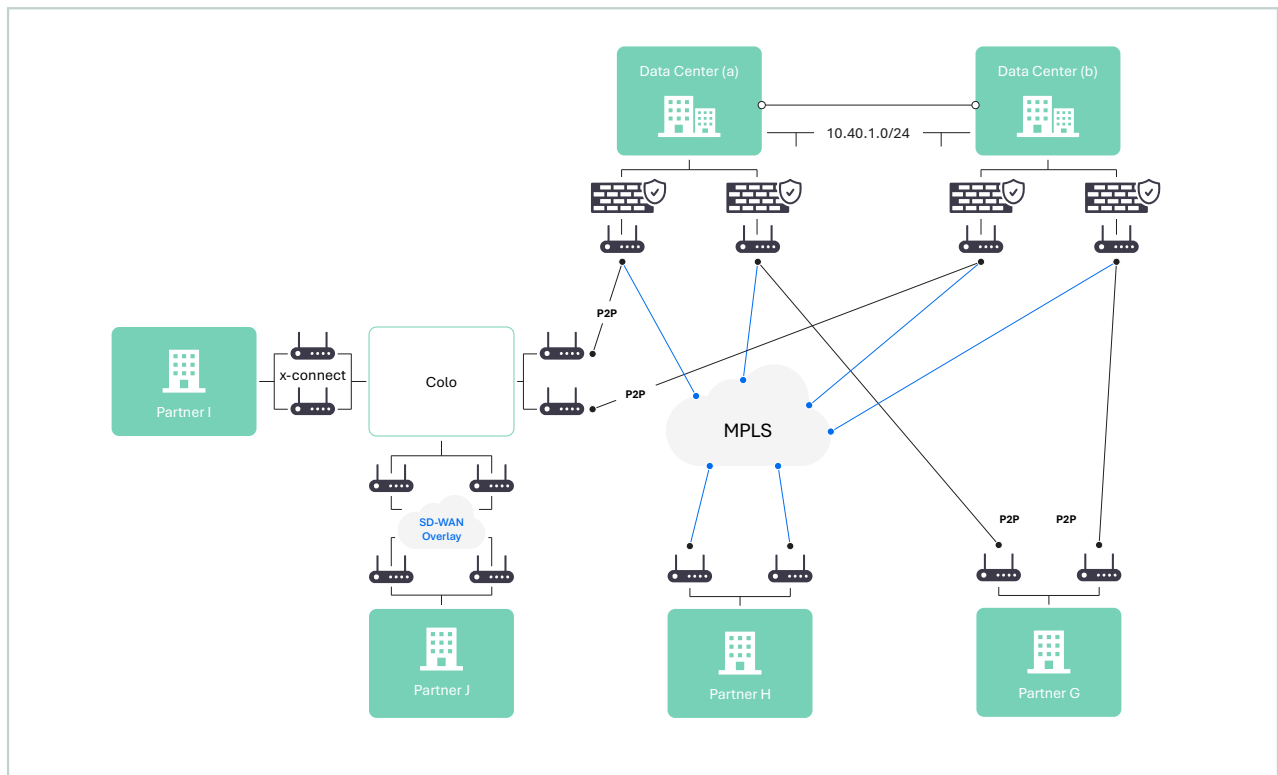 Data Center (a)
Data Center (b)
10.40.1.0/24
P2P
x-connect
Colo
Partner I
P2P
MPLS
SD-WAN
Overlay
P2P
P2P
Partner J
Partner H
Partner G